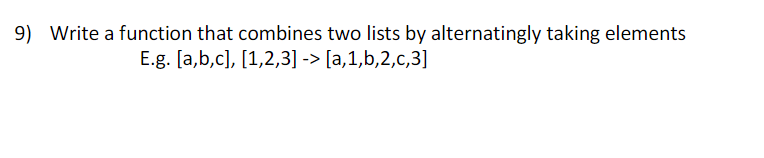 9) Write a function that combines two lists by alternatingly taking elements
E.g. [a,b,c], [1,2,3] -> [a,1,b,2,c,3]